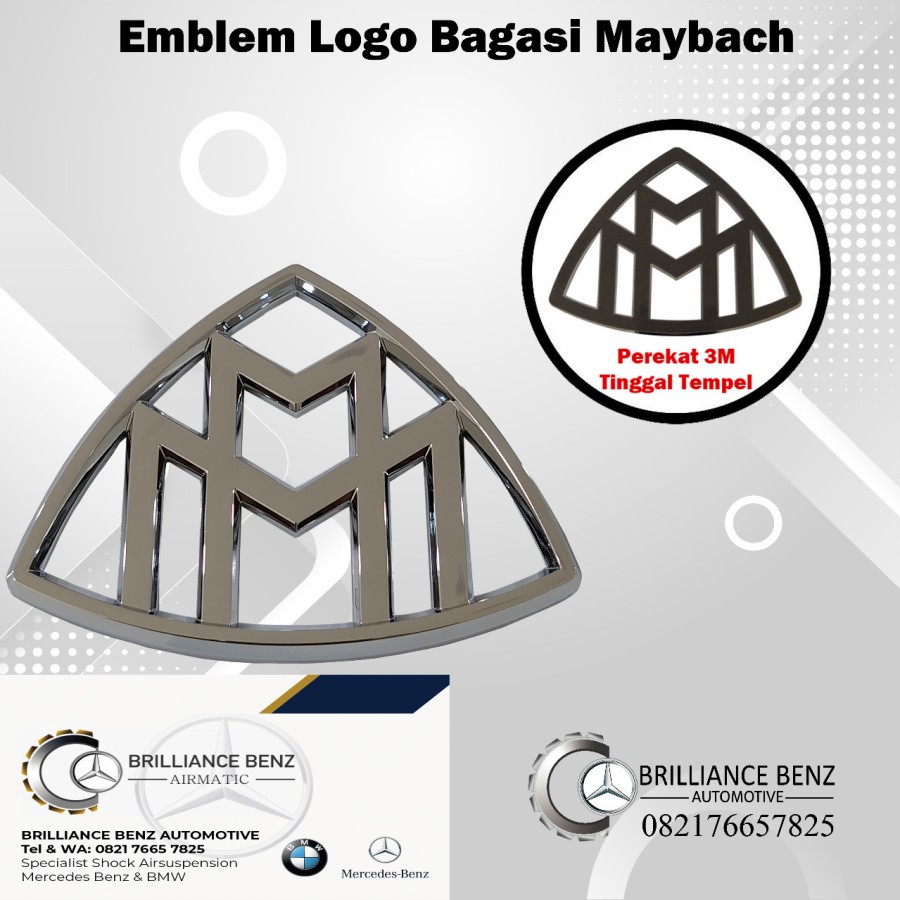 Emblem Logo Bagasi Maybach
Perekat 3M
Tinggal Tempel
BRILLIANCE BENZ
AIRMATIC
BRILLIANCE BENZ AUTOMOTIVE
Tel & WA: 0821 7665 7825
Specialist Shock Airsuspension
Mercedes Benz & BMW
BMW
Mercedes-Benz
BRILLIANCE BENZ
AUTOMOTIVE
082176657825